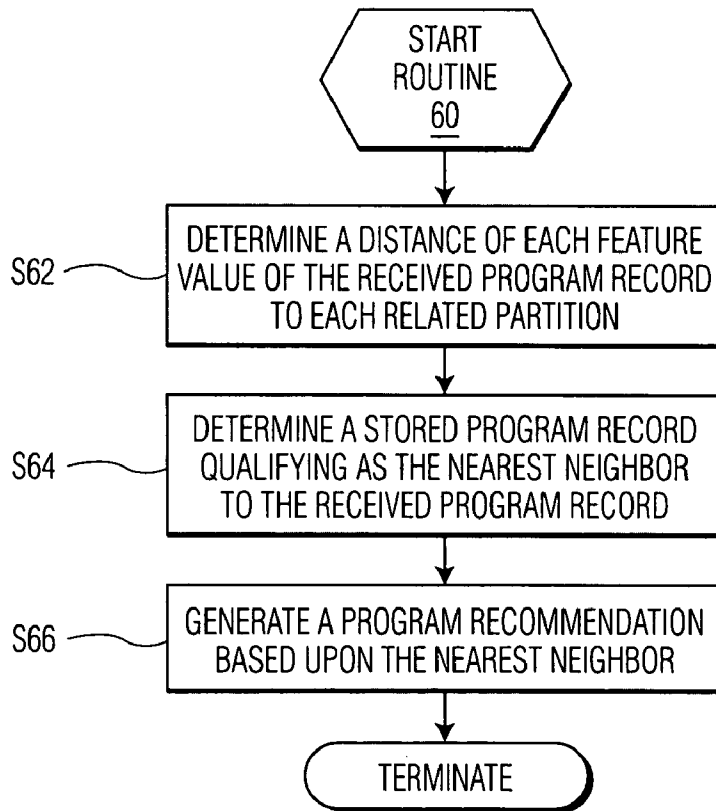 START
ROUTINE
60
S62
DETERMINE A DISTANCE OF EACH FEATURE
VALUE OF THE RECEIVED PROGRAM RECORD
TO EACH RELATED PARTITION
S64
DETERMINE A STORED PROGRAM RECORD
QUALIFYING AS THE NEAREST NEIGHBOR
TO THE RECEIVED PROGRAM RECORD
S66
GENERATE A PROGRAM RECOMMENDATION
BASED UPON THE NEAREST NEIGHBOR
TERMINATE